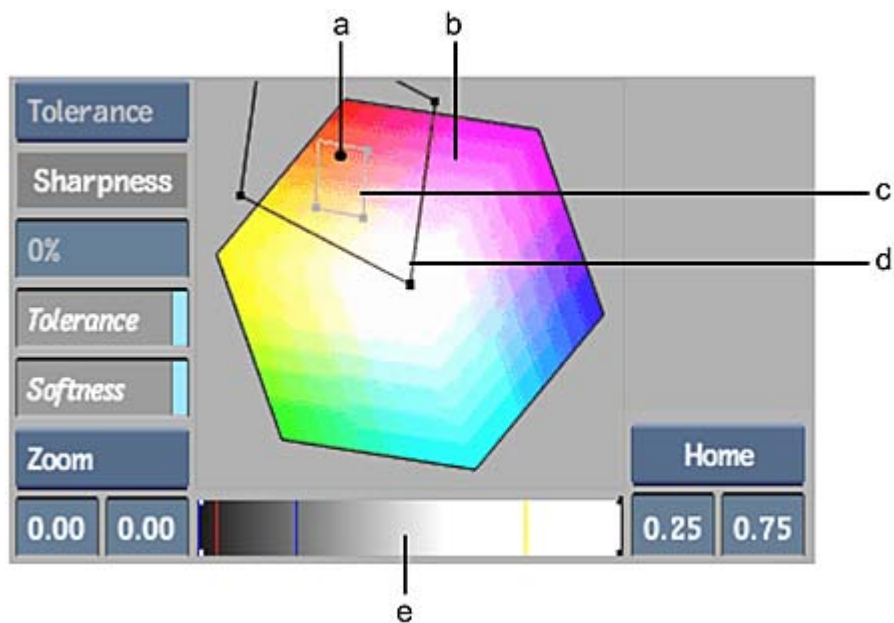 a
b
Tolerance
Sharpness
c
0%
d
Tolerance
Softness
Zoom
Home
0.00 0.00
0.25 0.75
e